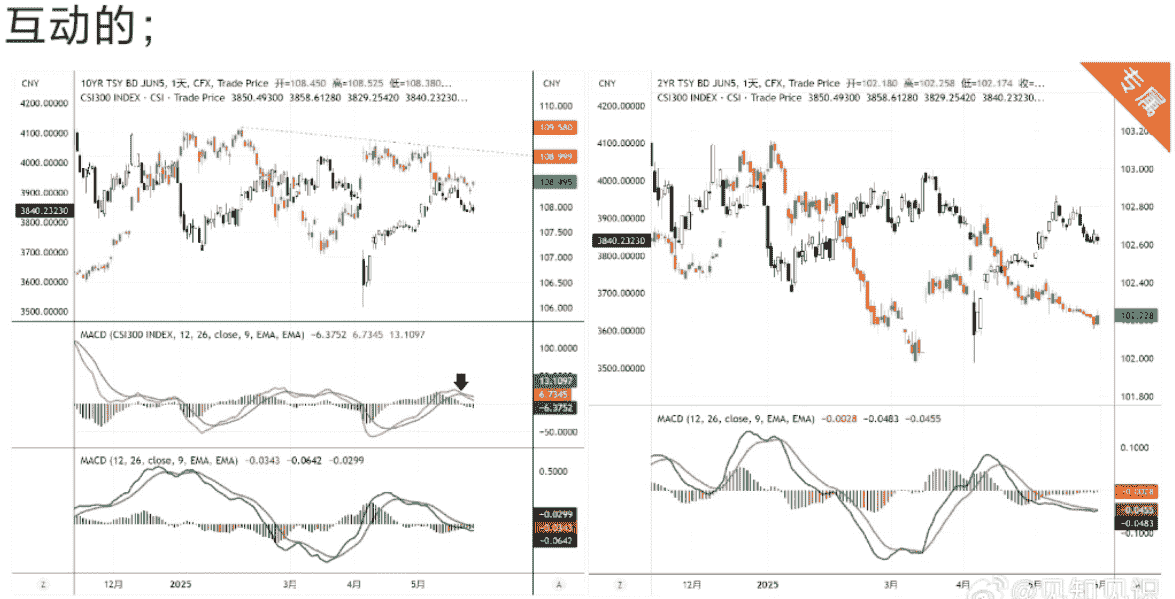 互动的；
CNY
10YR TSY BD JUN5, 1天, CFX, Trade Price 开=108.450 高=108.525 低=108.380...
CSI300 INDEX · CSI · Trade Price 3850.49300 3858.61280 3829.25420 3840.23230...
4200.00000
4100.00000
4000.00000
3900.00000
3840.23230
3800.00000
3700.00000
3600.00000
3500.00000
CNY
110.000
109.580
108.999
108.495
108.000
107.500
107.000
106.500
106.000
MACD (CSI300 INDEX, 12, 26, close, 9, EMA, EMA) −6.3752 6.7345 13.1097
100.0000
13.1097
6.7345
−6.3752
−50.0000
MACD (12, 26, close, 9, EMA, EMA) −0.0343 −0.0642 −0.0299
0.5000
−0.0299
−0.0343
−0.0642
Z
12月
2025
3月
4月
5月
A
CNY
2YR TSY BD JUN5, 1天, CFX, Trade Price 开=102.180 高=102.258 低=102.174 收=...
CSI300 INDEX · CSI · Trade Price 3850.49300 3858.61280 3829.25420 3840.23230...
4200.00000
4100.00000
4000.00000
3900.00000
3840.23230
3800.00000
3700.00000
3600.00000
3500.00000
CNY
专属
103.200
103.000
102.800
102.600
102.400
102.228
102.000
101.800
MACD (12, 26, close, 9, EMA, EMA) −0.0028 −0.0483 −0.0455
0.1000
−0.0455
−0.0483
−0.1000
Z
12月
2025
3月
4月
5月
@见知见识